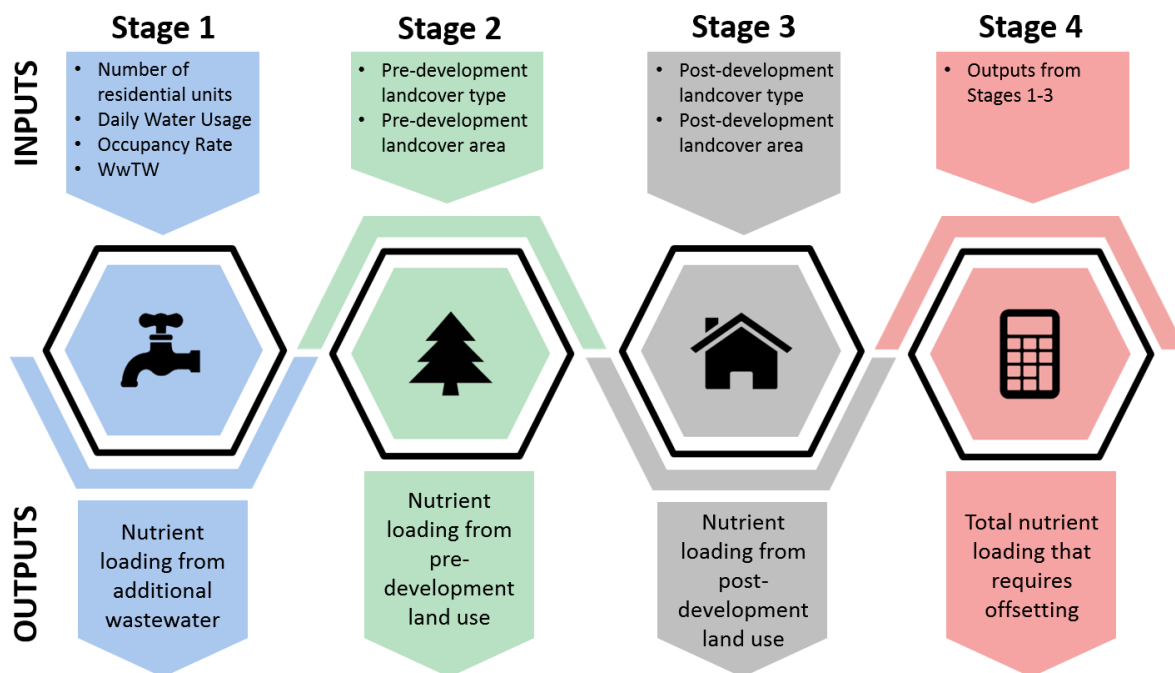 Stage 1
Stage 2
Stage 3
Stage 4
INPUTS
• Number of
residential units
• Daily Water Usage
• Occupancy Rate
• WwTW
• Pre-development
landcover type
• Pre-development
landcover area
• Post-development
landcover type
• Post-development
landcover area
• Outputs from
Stages 1-3
OUTPUTS
Nutrient
loading from
additional
wastewater
Nutrient
loading from
pre-
development
land use
Nutrient
loading from
post-
development
land use
Total nutrient
loading that
requires
offsetting